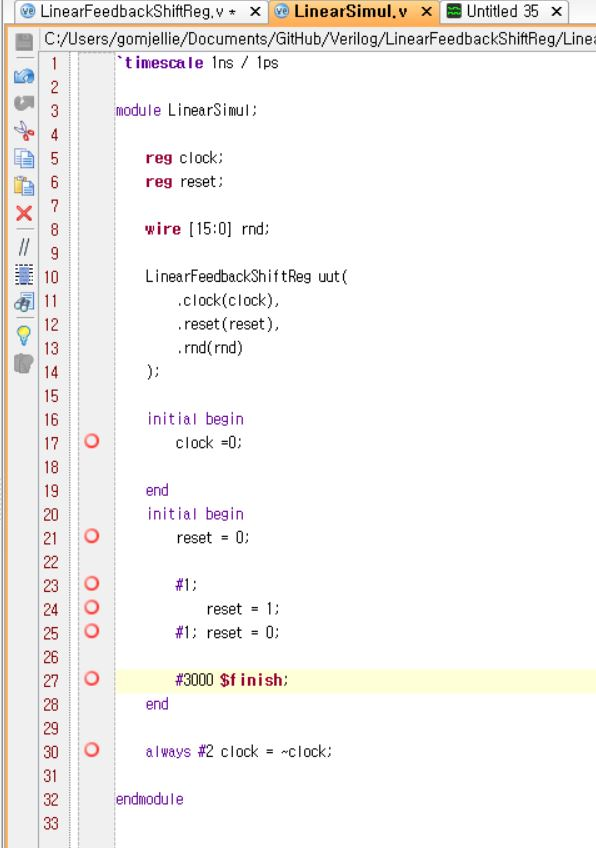 LinearFeedbackShiftReg.v * × LinearSimul.v × Untitled 35 ×
C:/Users/gomjellie/Documents/GitHub/Verilog/LinearFeedbackShiftReg/Linea
1 `timescale 1ns / 1ps
2
3 module LinearSimul;
4
5 reg clock;
6 reg reset;
7
8 wire [15:0] rnd;
9
10 LinearFeedbackShiftReg uut(
11 .clock(clock),
12 .reset(reset),
13 .rnd(rnd)
14 );
15
16 initial begin
17 clock =0;
18
19 end
20 initial begin
21 reset = 0;
22
23 #1;
24 reset = 1;
25 #1; reset = 0;
26
27 #3000 $finish;
28 end
29
30 always #2 clock = ~clock;
31
32 endmodule
33